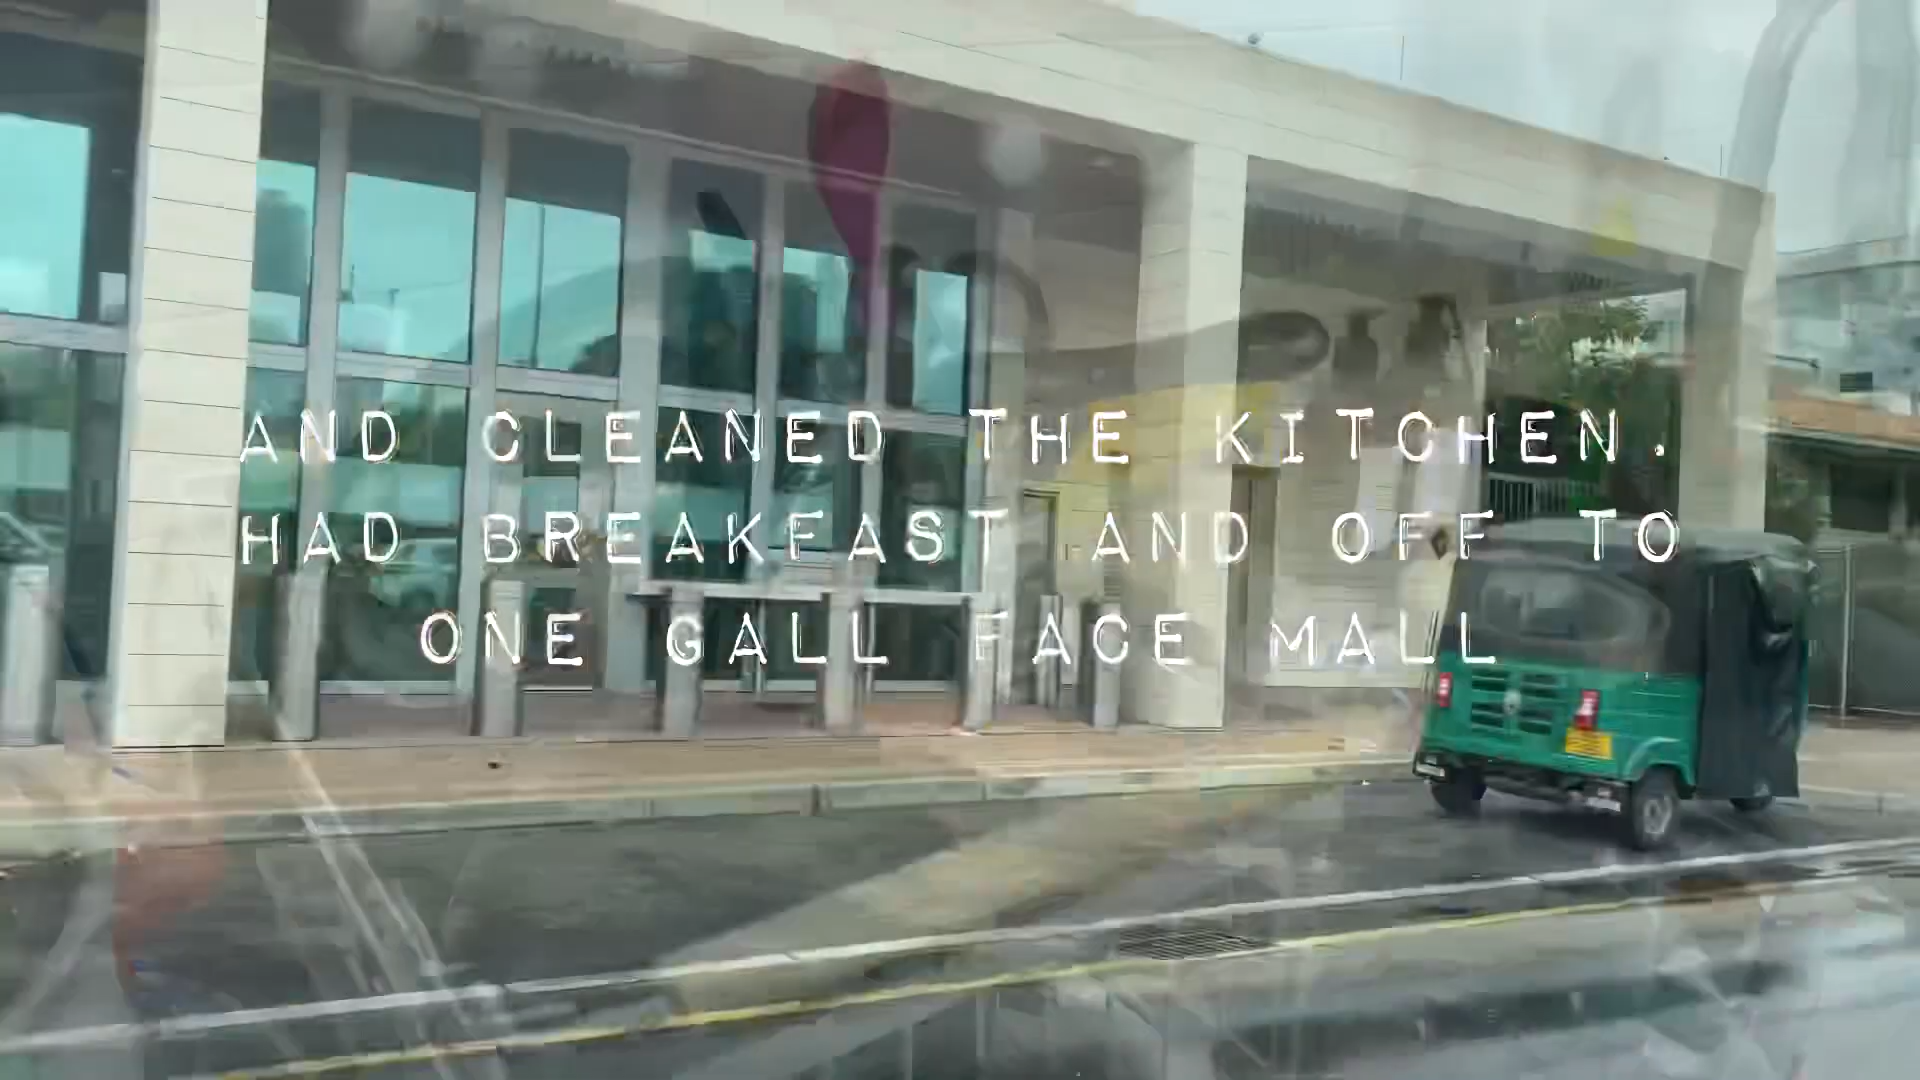 AND CLEANED THE KITCHEN.
HAD BREAKFAST AND OFF TO
ONE GALL FACE MALL